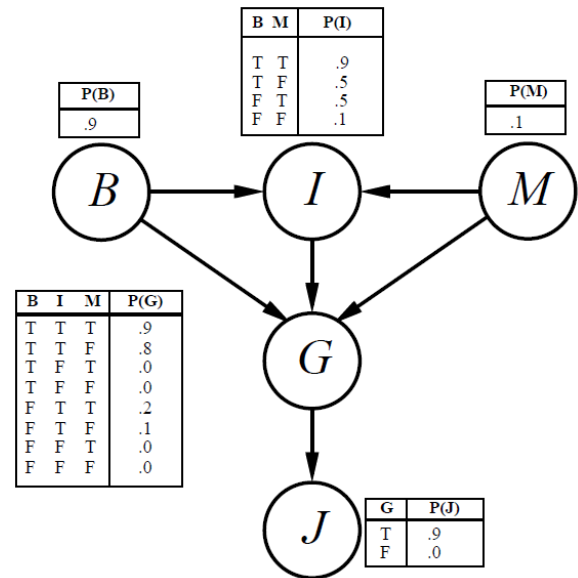 B M P(I)
T T .9
T F .5
F T .5
F F .1
P(B)
.9
P(M)
.1
B
I
M
B I M P(G)
T T T .9
T T F .8
T F T .0
T F F .0
F T T .2
F T F .1
F F T .0
F F F .0
G
J
G P(J)
T .9
F .0